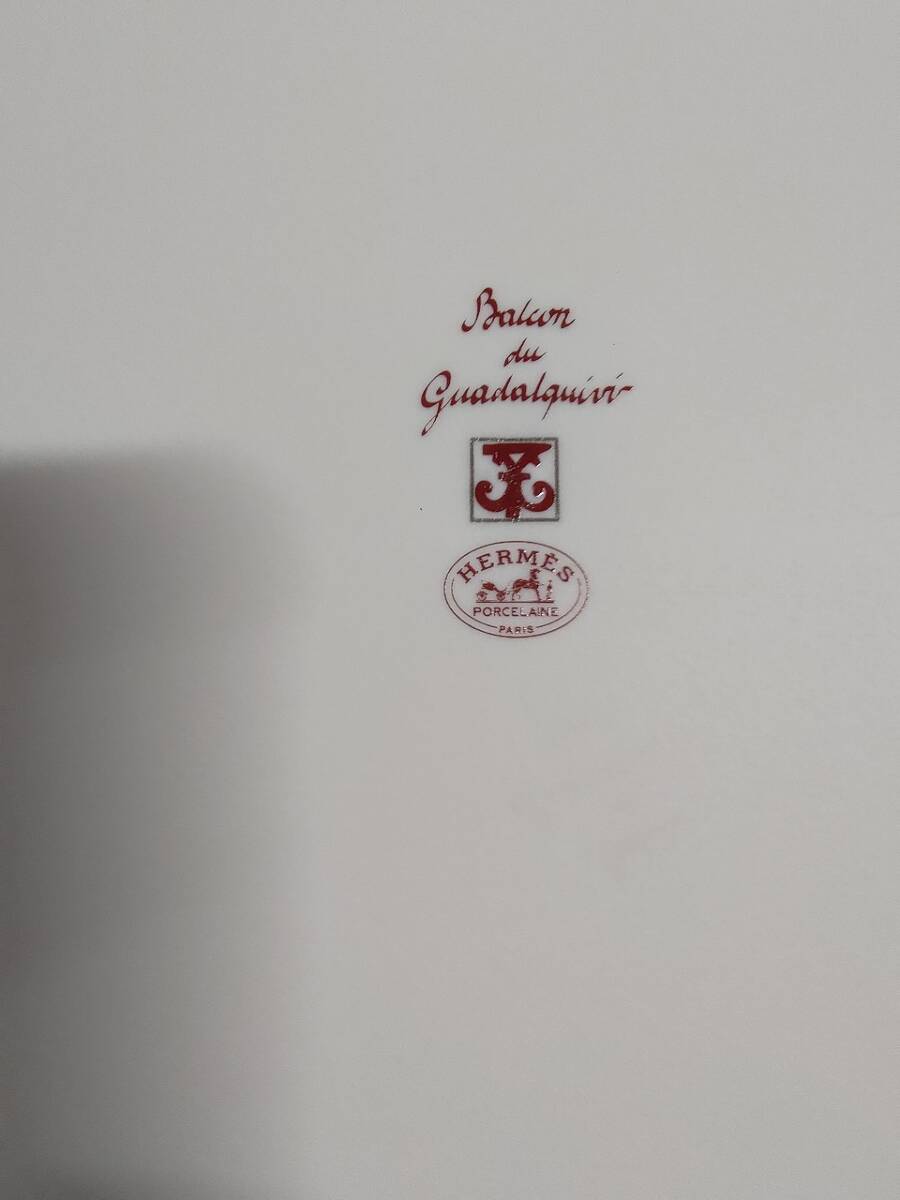 Balcon
du
Guadalquivir
HERMÈS
PORCELAINE
PARIS